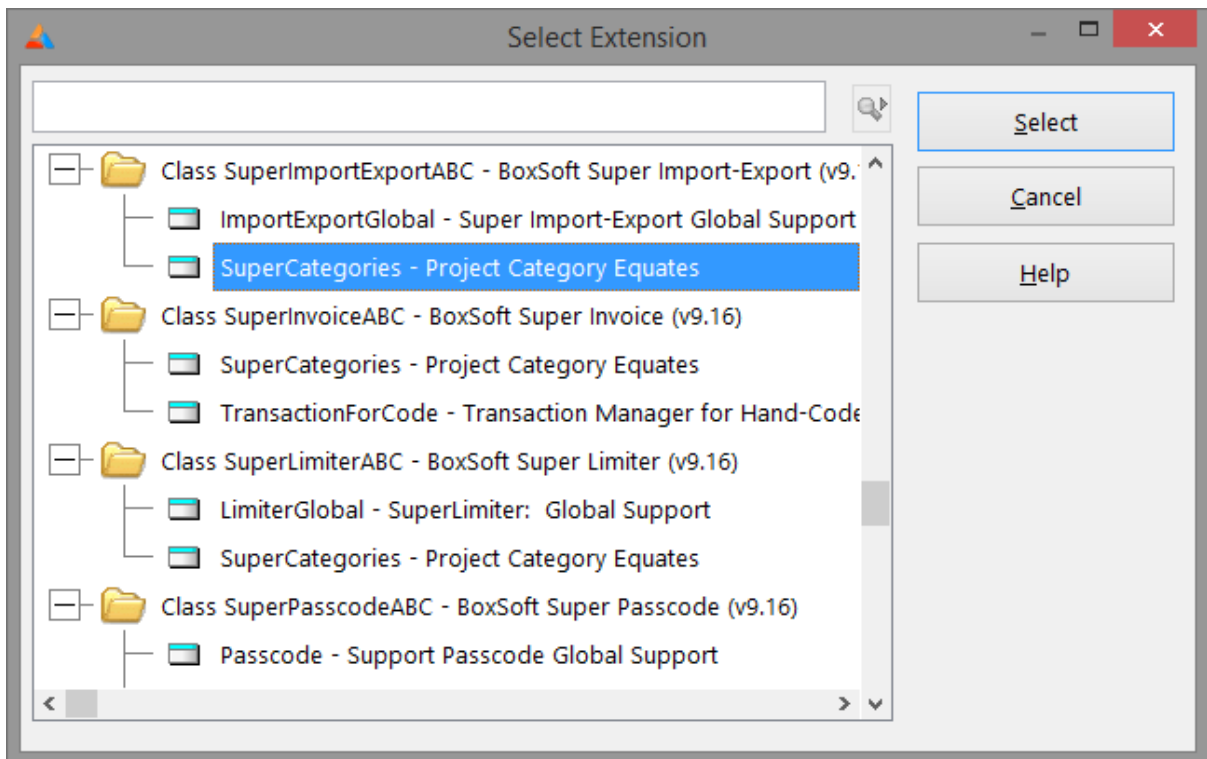 Select Extension
Class SuperImportExportABC - BoxSoft Super Import-Export (v9.
ImportExportGlobal - Super Import-Export Global Support
SuperCategories - Project Category Equates
Class SuperInvoiceABC - BoxSoft Super Invoice (v9.16)
SuperCategories - Project Category Equates
TransactionForCode - Transaction Manager for Hand-Code
Class SuperLimiterABC - BoxSoft Super Limiter (v9.16)
LimiterGlobal - SuperLimiter:  Global Support
SuperCategories - Project Category Equates
Class SuperPasscodeABC - BoxSoft Super Passcode (v9.16)
Passcode - Support Passcode Global Support
Select
Cancel
Help